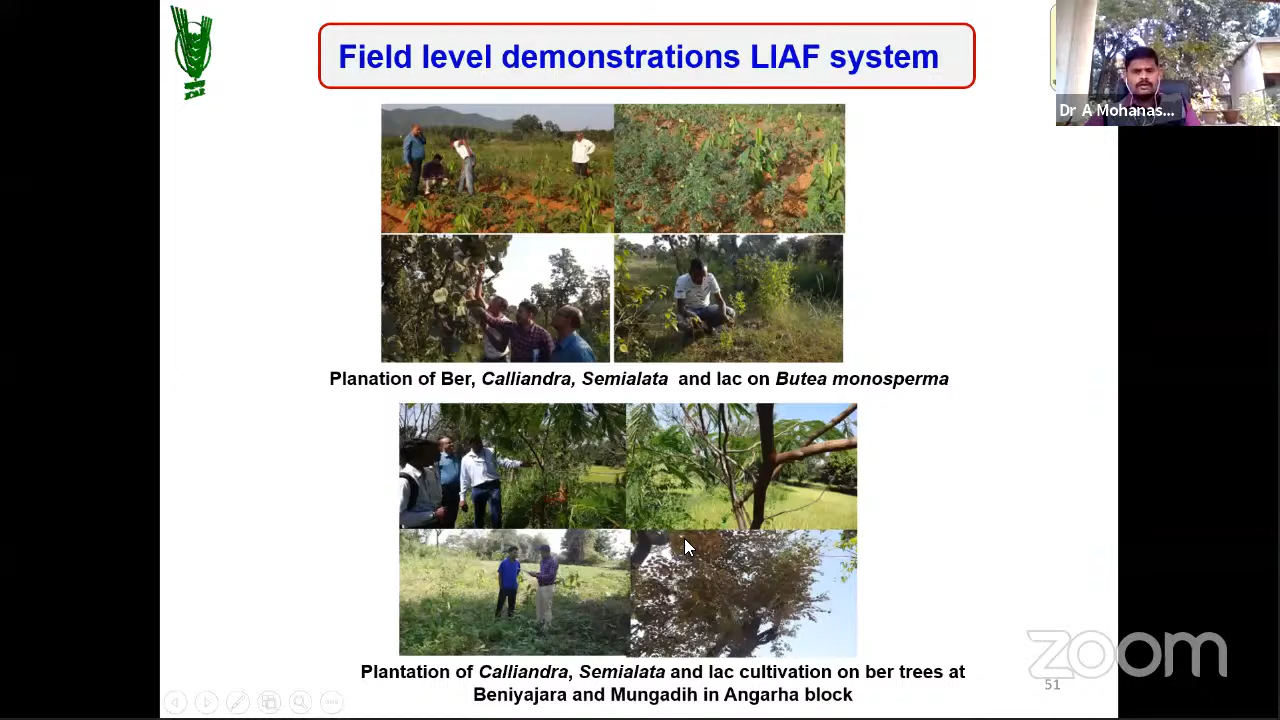 Field level demonstrations LIAF system
Dr A Mohanas...
Planation of Ber, Calliandra, Semialata and lac on Butea monosperma
Plantation of Calliandra, Semialata and lac cultivation on ber trees at
Beniyajara and Mungadih in Angarha block
zoom
51